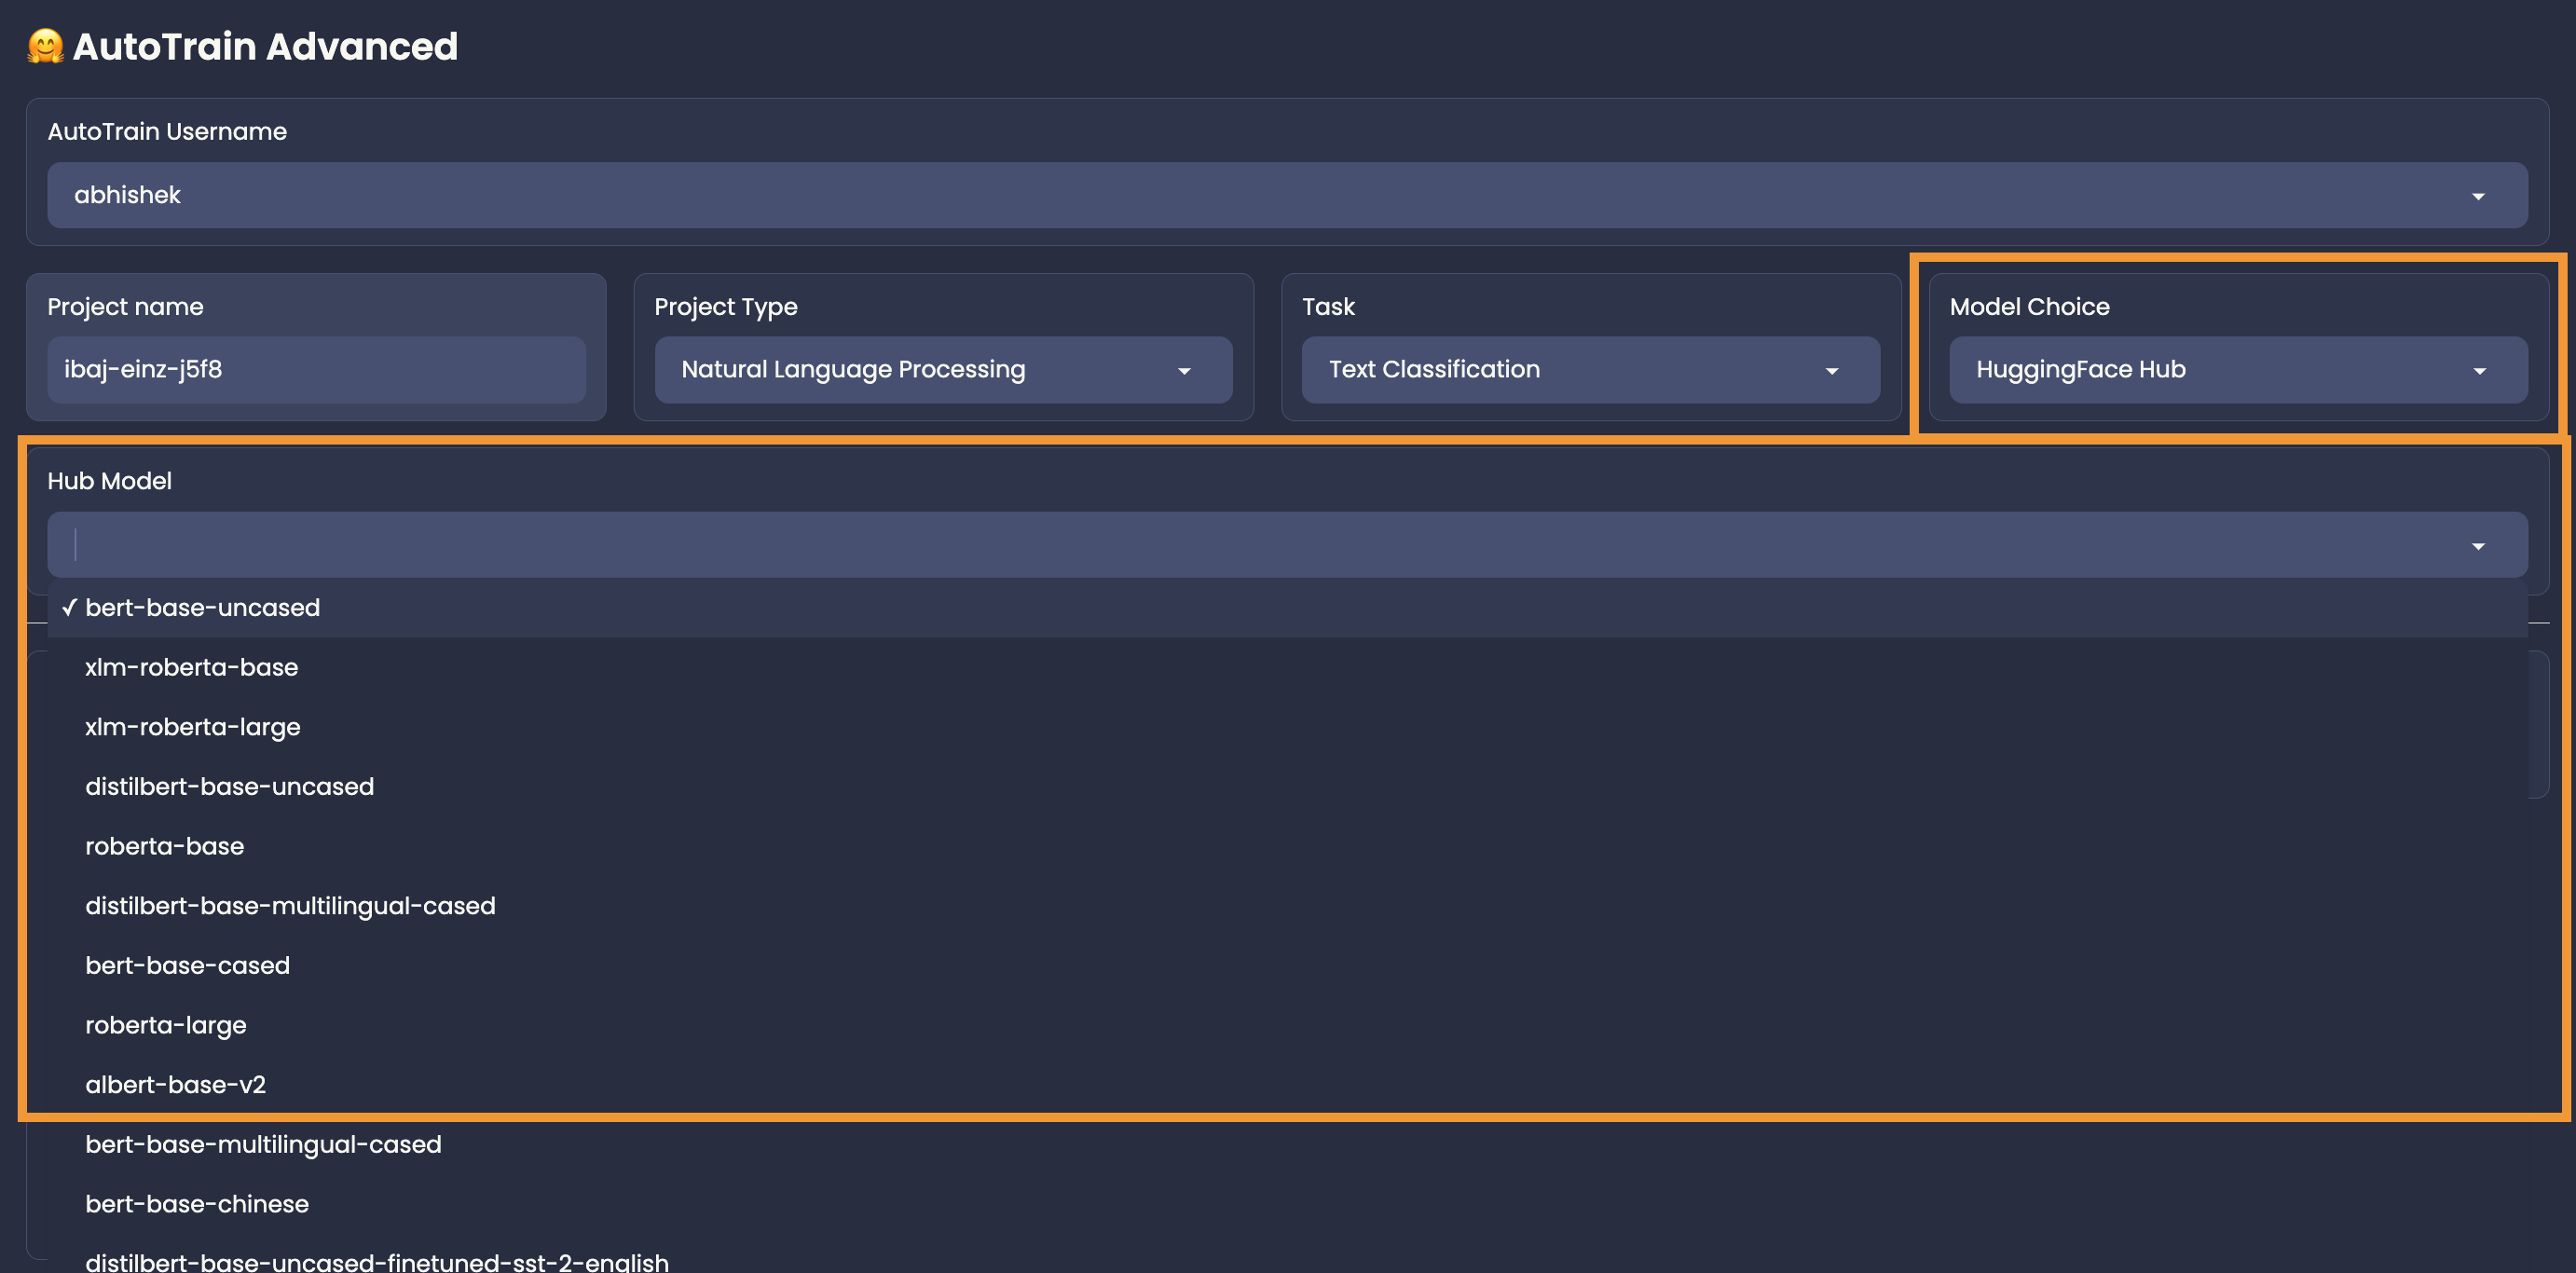 🤗 AutoTrain Advanced
AutoTrain Username
abhishek
Project name
ibaj-einz-j5f8
Project Type
Natural Language Processing
Task
Text Classification
Model Choice
HuggingFace Hub
Hub Model
✓ bert-base-uncased
xlm-roberta-base
xlm-roberta-large
distilbert-base-uncased
roberta-base
distilbert-base-multilingual-cased
bert-base-cased
roberta-large
albert-base-v2
bert-base-multilingual-cased
bert-base-chinese
distilbert-base-uncased-finetuned-sst-2-english